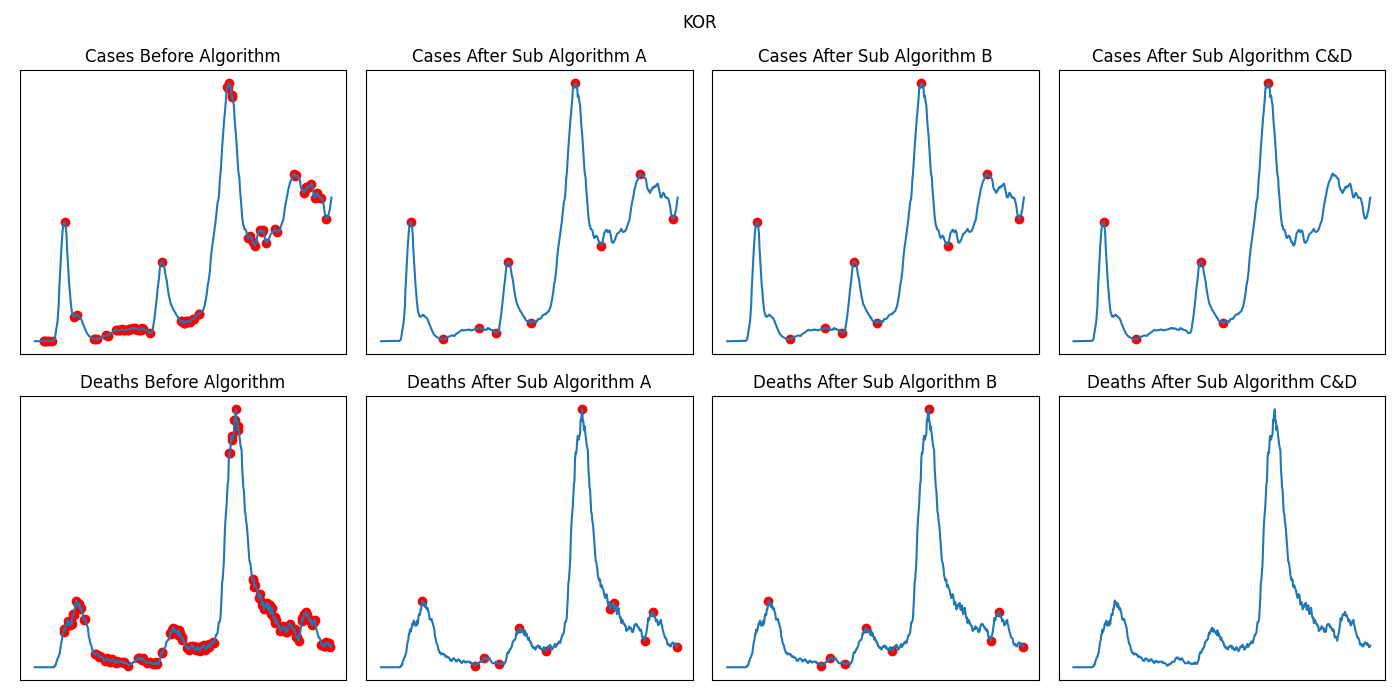 KOR
Cases Before Algorithm
Cases After Sub Algorithm A
Cases After Sub Algorithm B
Cases After Sub Algorithm C&D
Deaths Before Algorithm
Deaths After Sub Algorithm A
Deaths After Sub Algorithm B
Deaths After Sub Algorithm C&D